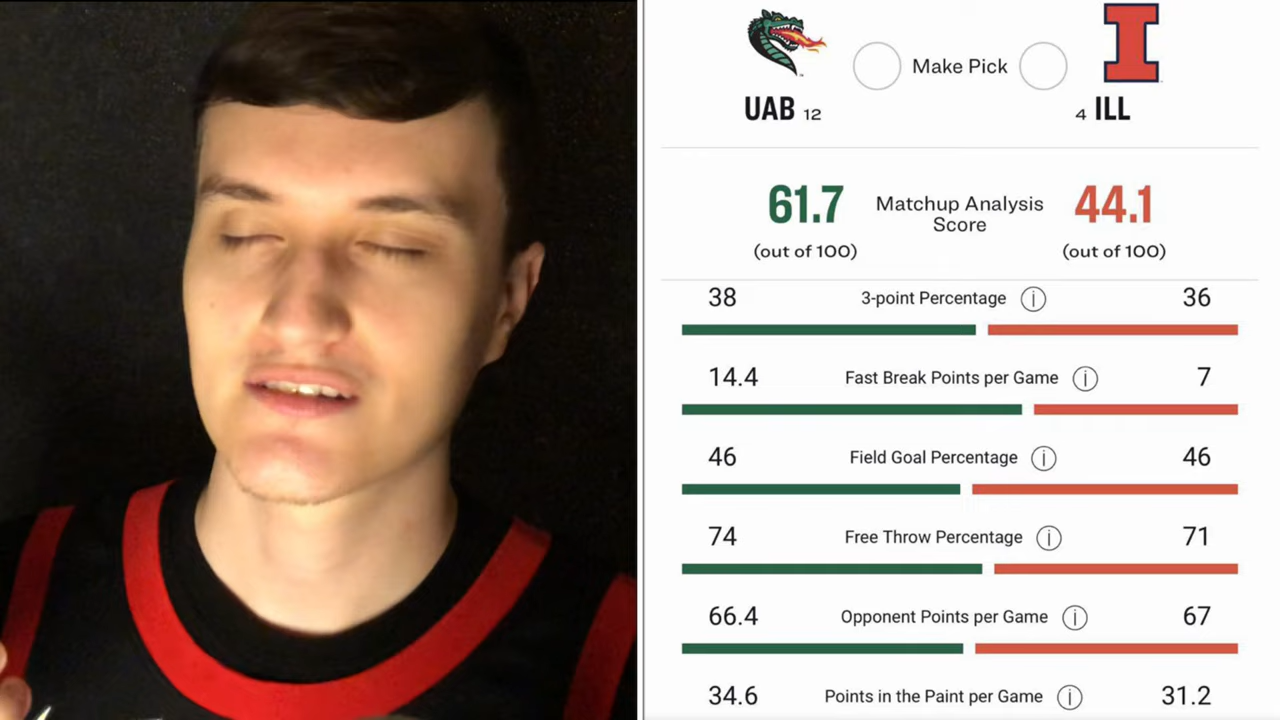 Make Pick
UAB 12
4 ILL
61.7 Matchup Analysis Score 44.1
(out of 100) (out of 100)
38 3-point Percentage i 36
14.4 Fast Break Points per Game i 7
46 Field Goal Percentage i 46
74 Free Throw Percentage i 71
66.4 Opponent Points per Game i 67
34.6 Points in the Paint per Game i 31.2